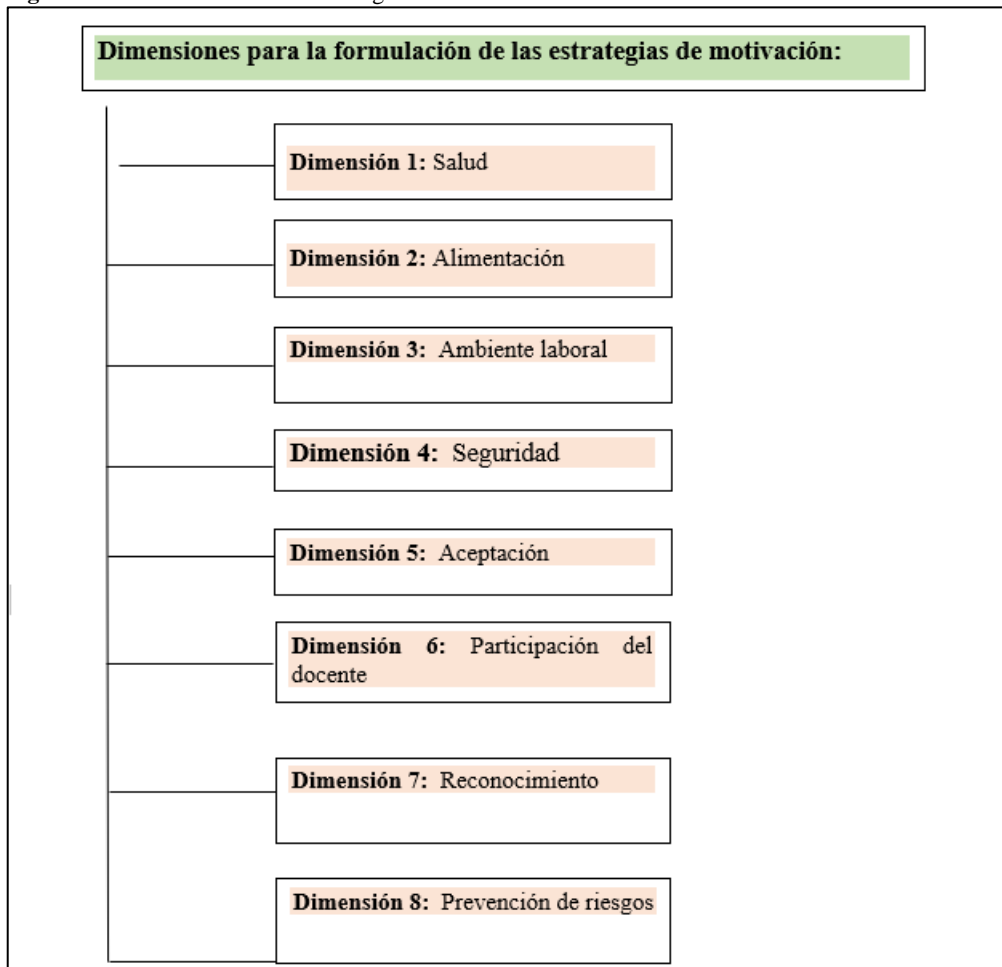 Dimensiones para la formulación de las estrategias de motivación:
Dimensión 1: Salud
Dimensión 2: Alimentación
Dimensión 3: Ambiente laboral
Dimensión 4: Seguridad
Dimensión 5: Aceptación
Dimensión 6: Participación del
docente
Dimensión 7: Reconocimiento
Dimensión 8: Prevención de riesgos